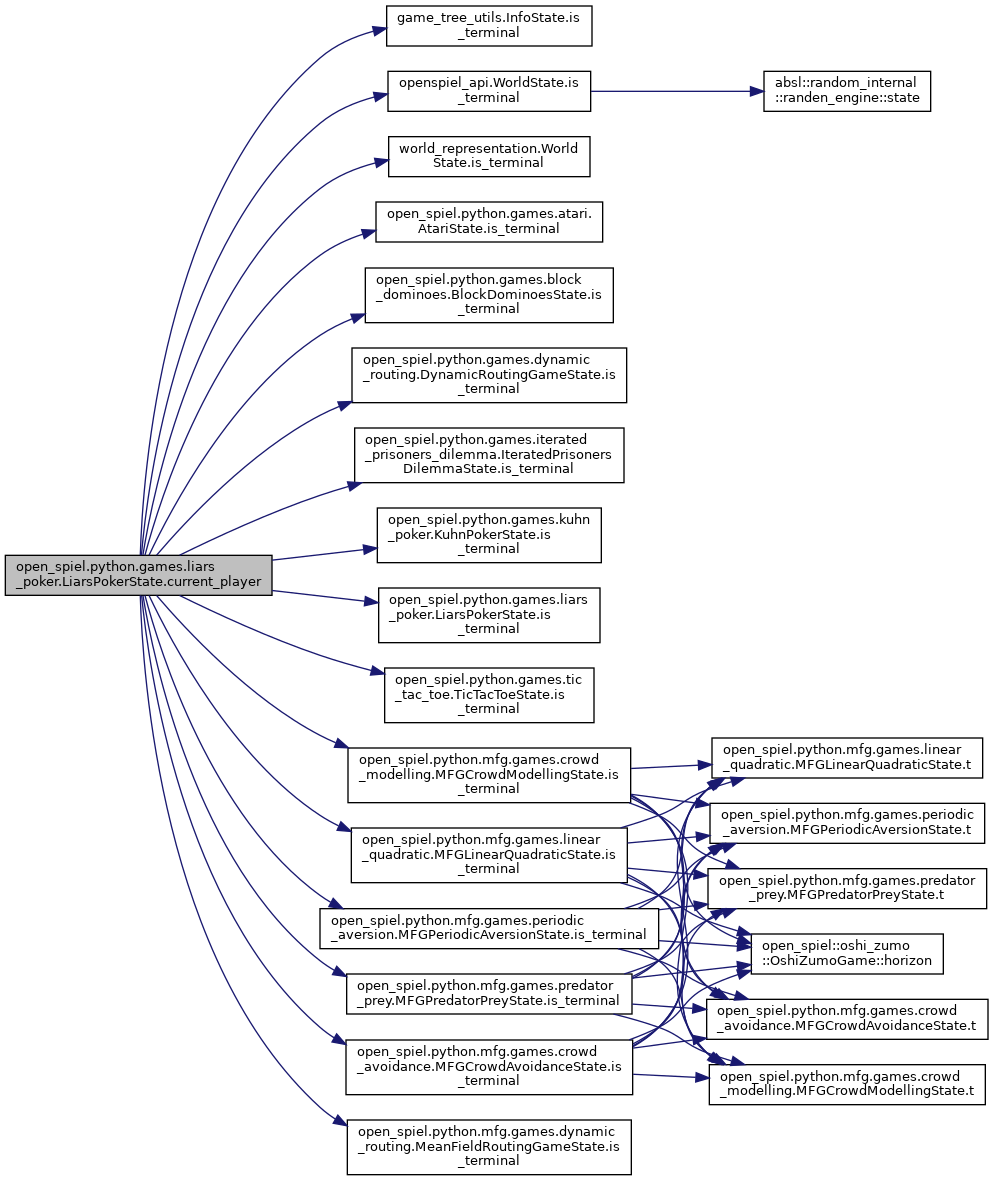 game_tree_utils.InfoState.is
_terminal
openspiel_api.WorldState.is
_terminal
absl::random_internal
::randen_engine::state
world_representation.World
State.is_terminal
open_spiel.python.games.atari.
AtariState.is_terminal
open_spiel.python.games.block
_dominoes.BlockDominoesState.is
_terminal
open_spiel.python.games.dynamic
_routing.DynamicRoutingGameState.is
_terminal
open_spiel.python.games.iterated
_prisoners_dilemma.IteratedPrisoners
DilemmaState.is_terminal
open_spiel.python.games.kuhn
_poker.KuhnPokerState.is
_terminal
open_spiel.python.games.liars
_poker.LiarsPokerState.current_player
open_spiel.python.games.liars
_poker.LiarsPokerState.is
_terminal
open_spiel.python.games.tic
_tac_toe.TicTacToeState.is
_terminal
open_spiel.python.mfg.games.crowd
_modelling.MFGCrowdModellingState.is
_terminal
open_spiel.python.mfg.games.linear
_quadratic.MFGLinearQuadraticState.is
_terminal
open_spiel.python.mfg.games.periodic
_aversion.MFGPeriodicAversionState.is_terminal
open_spiel.python.mfg.games.predator
_prey.MFGPredatorPreyState.is_terminal
open_spiel.python.mfg.games.crowd
_avoidance.MFGCrowdAvoidanceState.is
_terminal
open_spiel.python.mfg.games.dynamic
_routing.MeanFieldRoutingGameState.is
_terminal
open_spiel.python.mfg.games.linear
_quadratic.MFGLinearQuadraticState.t
open_spiel.python.mfg.games.periodic
_aversion.MFGPeriodicAversionState.t
open_spiel.python.mfg.games.predator
_prey.MFGPredatorPreyState.t
open_spiel::oshi_zumo
::OshiZumoGame::horizon
open_spiel.python.mfg.games.crowd
_avoidance.MFGCrowdAvoidanceState.t
open_spiel.python.mfg.games.crowd
_modelling.MFGCrowdModellingState.t